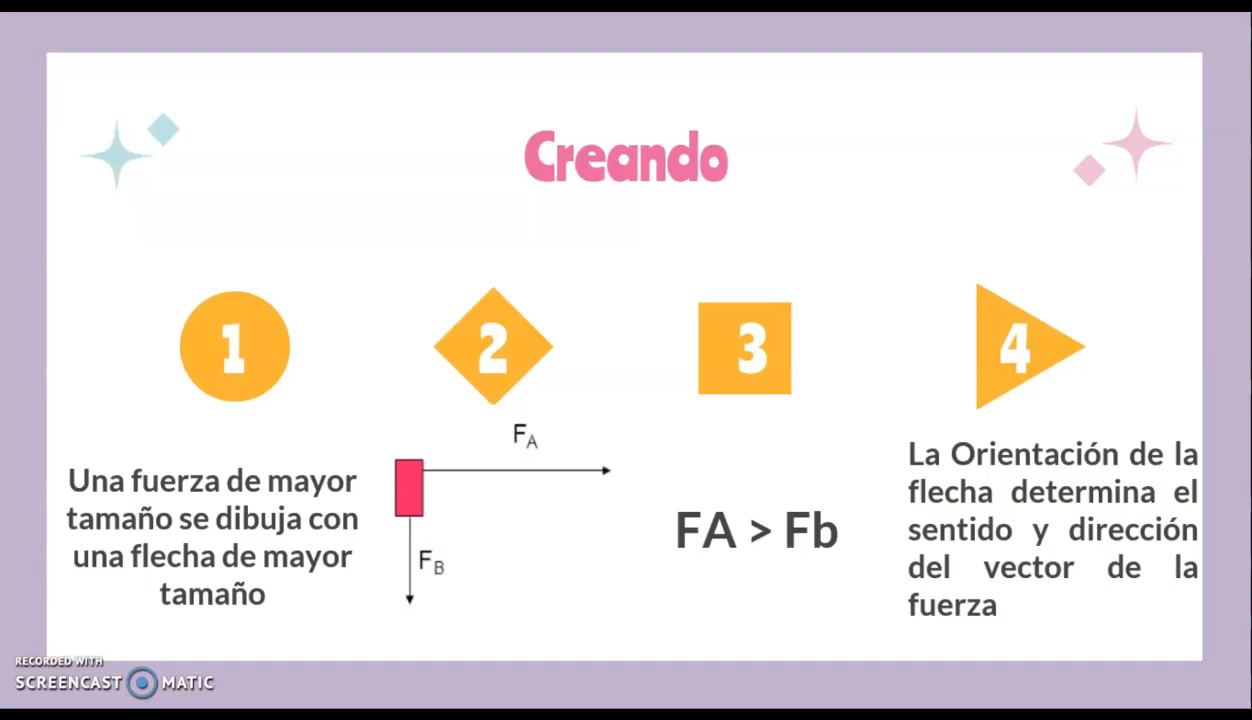 Creando
1
2
3
4
Una fuerza de mayor
tamaño se dibuja con
una flecha de mayor
tamaño
FA
FB
FA > Fb
La Orientación de la
flecha determina el
sentido y dirección
del vector de la
fuerza
RECORDED WITH
SCREENCAST MATIC